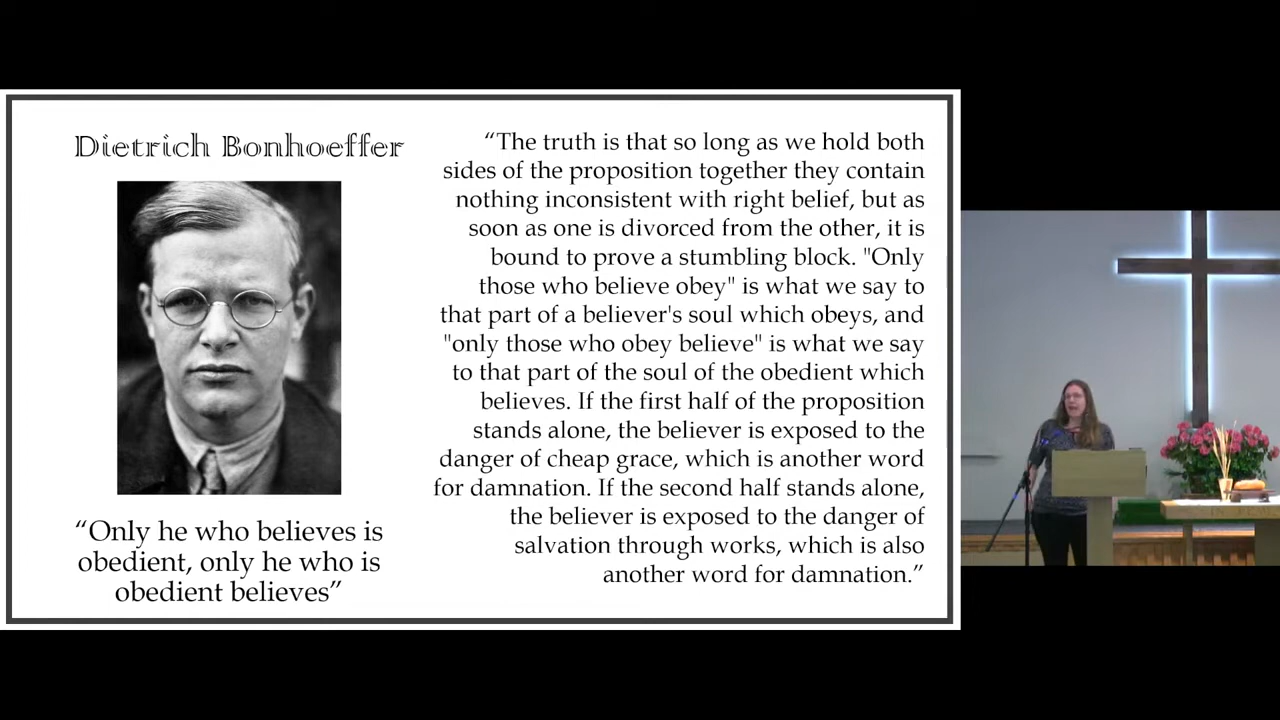 Dietrich Bonhoeffer
“Only he who believes is
obedient, only he who is
obedient believes”
“The truth is that so long as we hold both
sides of the proposition together they contain
nothing inconsistent with right belief, but as
soon as one is divorced from the other, it is
bound to prove a stumbling block. "Only
those who believe obey" is what we say to
that part of a believer's soul which obeys, and
"only those who obey believe" is what we say
to that part of the soul of the obedient which
believes. If the first half of the proposition
stands alone, the believer is exposed to the
danger of cheap grace, which is another word
for damnation. If the second half stands alone,
the believer is exposed to the danger of
salvation through works, which is also
another word for damnation.”